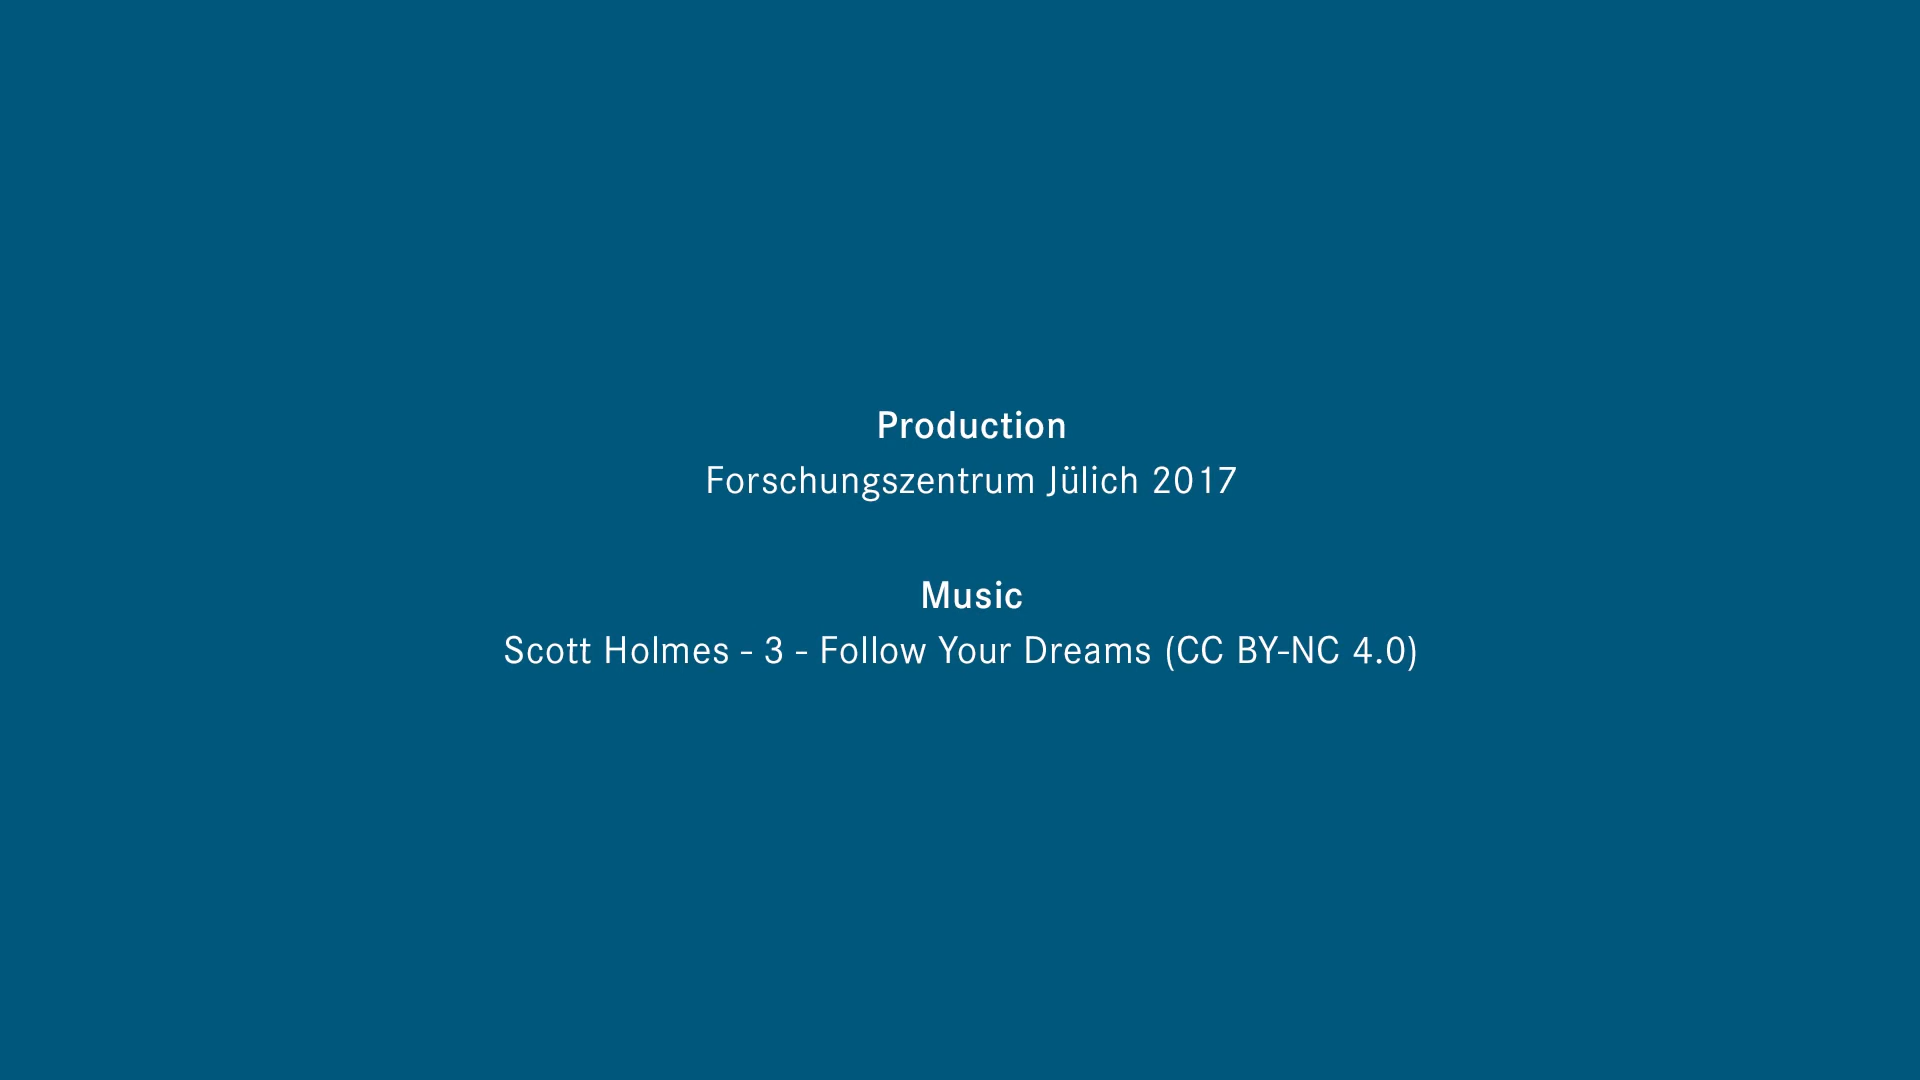 Production
Forschungszentrum Jülich 2017
Music
Scott Holmes - 3 - Follow Your Dreams (CC BY-NC 4.0)